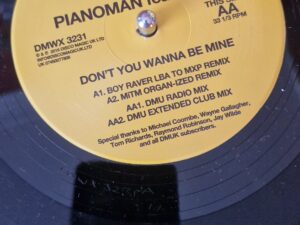 PIANOMAN
THIS
AA
33 1/3 RPM
DMWX 3231
DON'T YOU WANNA BE MINE
A1. BOY RAVER LBA TO MXP REMIX
A2. MITM ORGAN-IZED REMIX
AA1. DMU RADIO MIX
AA2. DMU EXTENDED CLUB MIX
Special thanks to Michael Coombe, Wayne Gallagher,
Tom Richards, Raymond Robinson, Jay Wilde
and all DMUK subscribers.